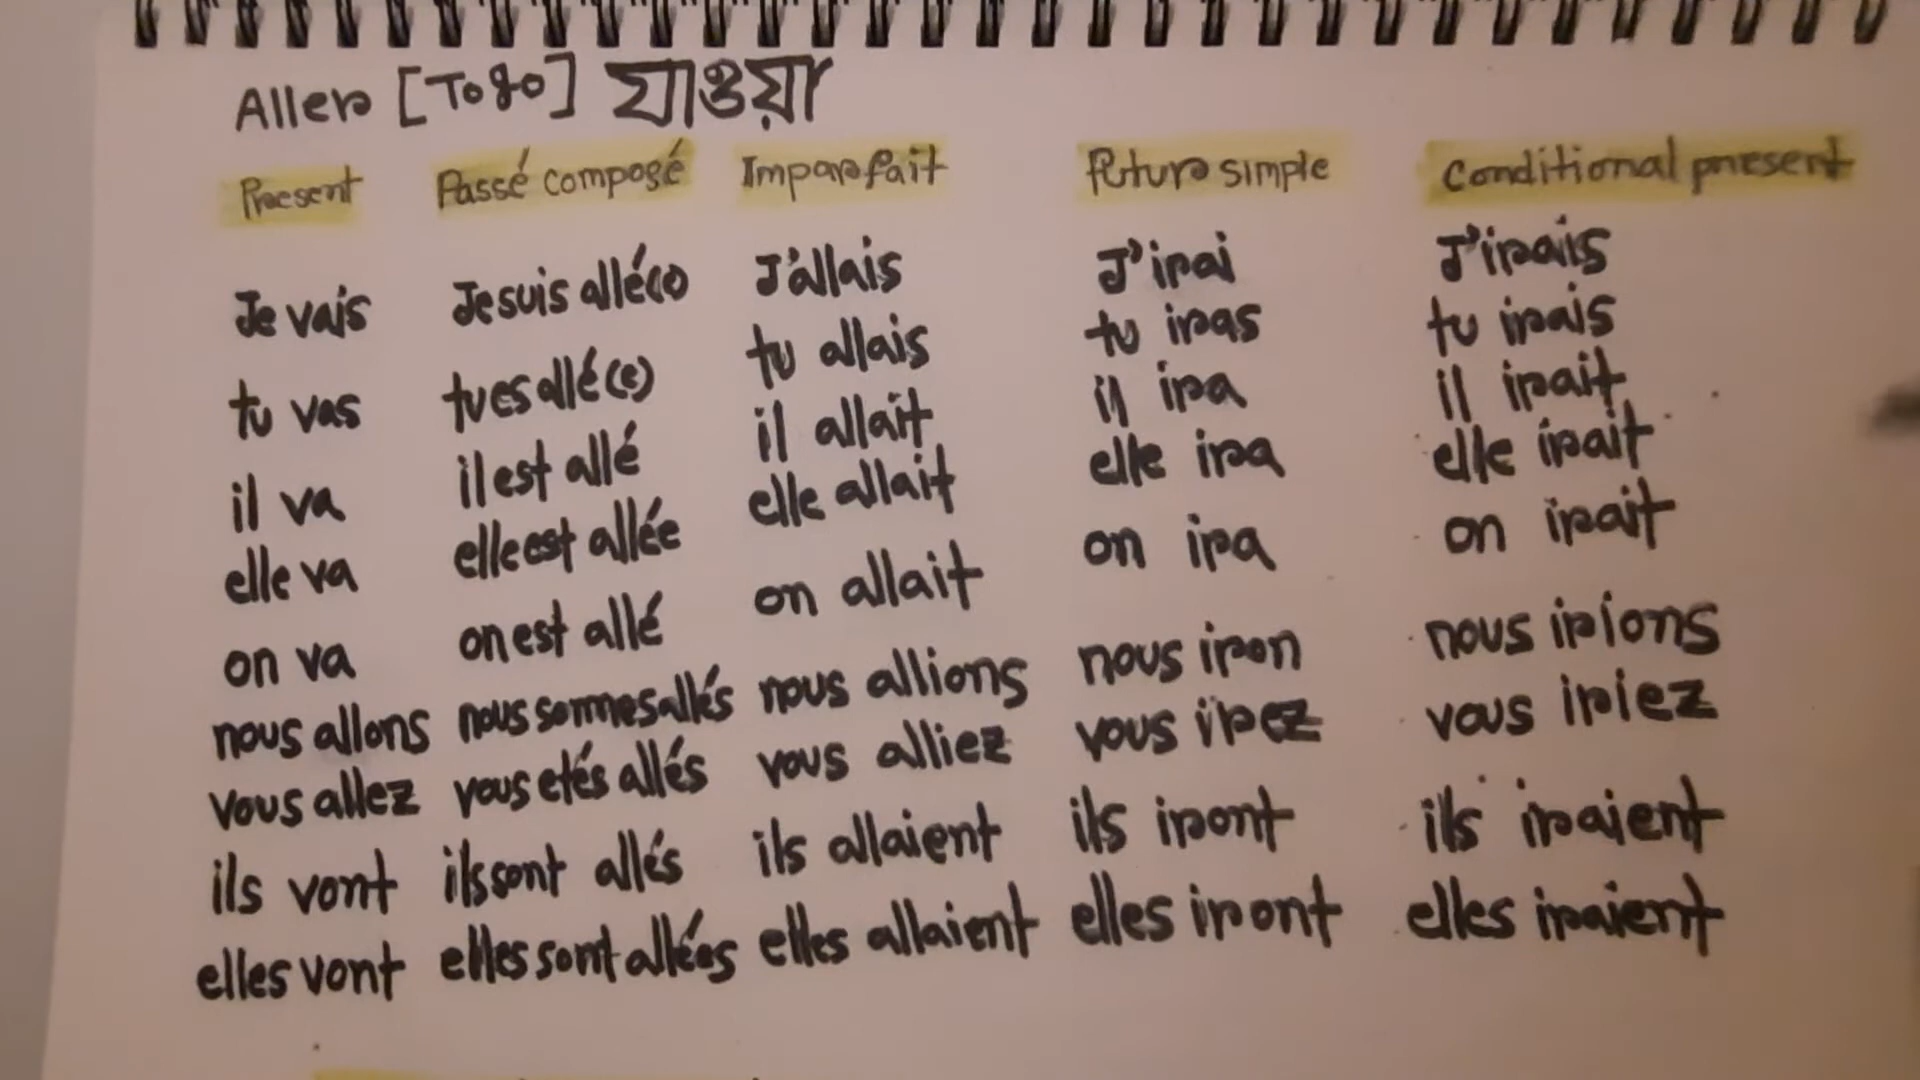 Aller [To go] যাওয়া
Present Passé composé Imparfait Futur simple Conditional present
Je vais Je suis allé(e) J'allais J'irai J'irais
tu vas tu es allé(e) tu allais tu iras tu irais
il va il est allé il allait il ira il irait
elle va elle est allée elle allait elle ira elle irait
on va on est allé on allait on ira on irait
nous allons nous sommes allés nous allions nous iron nous irions
vous allez vous etés allés vous alliez vous irez vous iriez
ils vont ils sont allés ils allaient ils iront ils iraient
elles vont elles sont allées elles allaient elles iront elles iraient